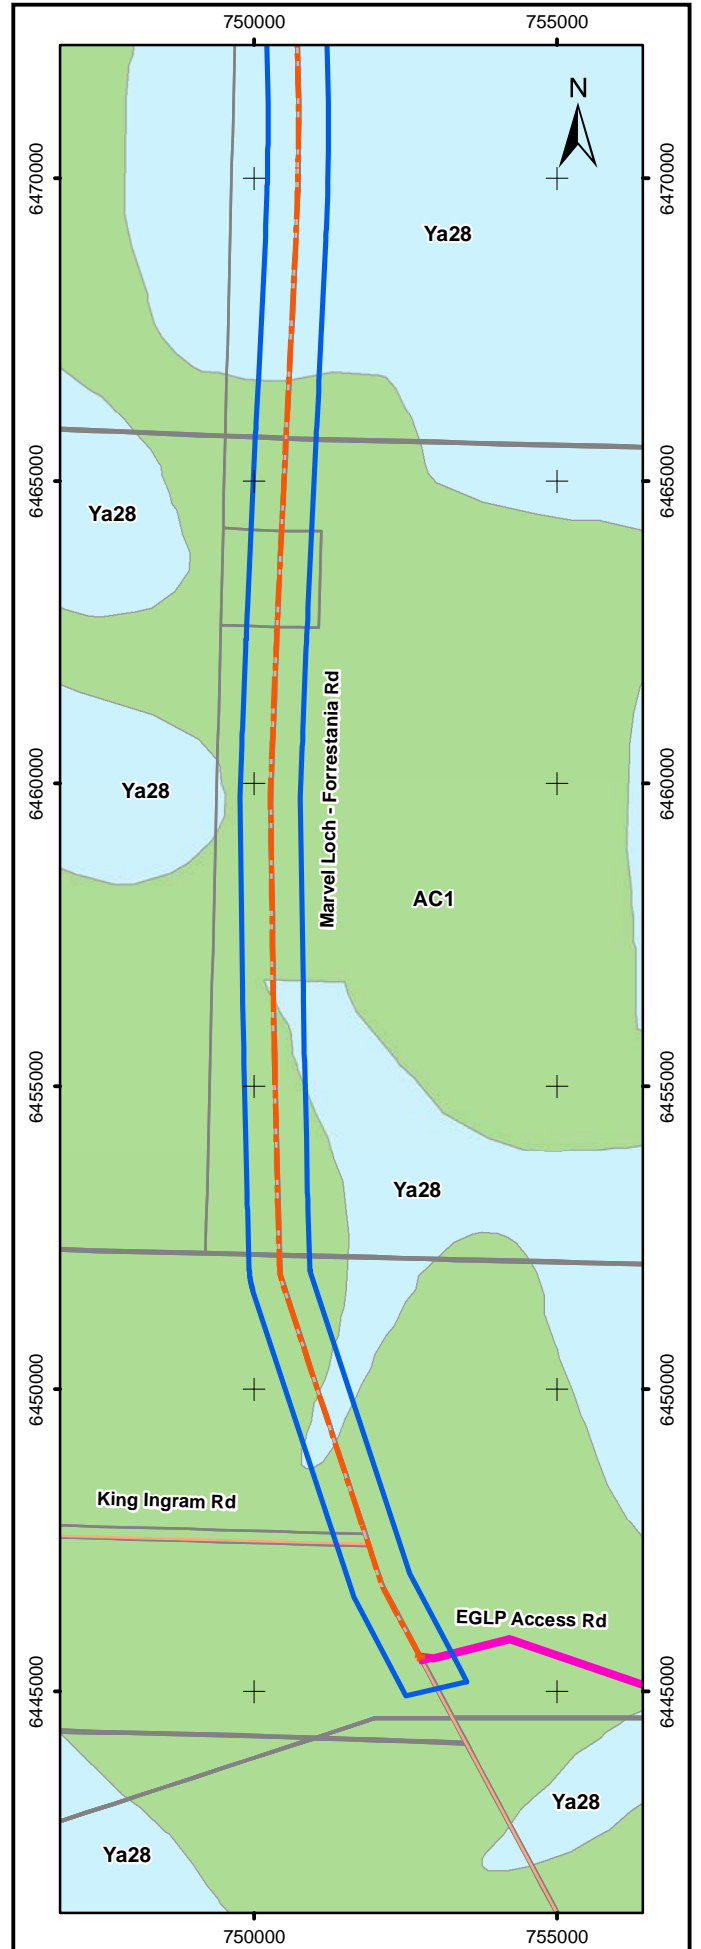 750000 755000
N
6470000 6470000
Ya28
6465000 6465000
Ya28
Marvel Loch - Forrestania Rd
6460000 6460000
Ya28
AC1
6455000 6455000
Ya28
6450000 6450000
King Ingram Rd
EGLP Access Rd
6445000 6445000
Ya28
Ya28
750000 755000